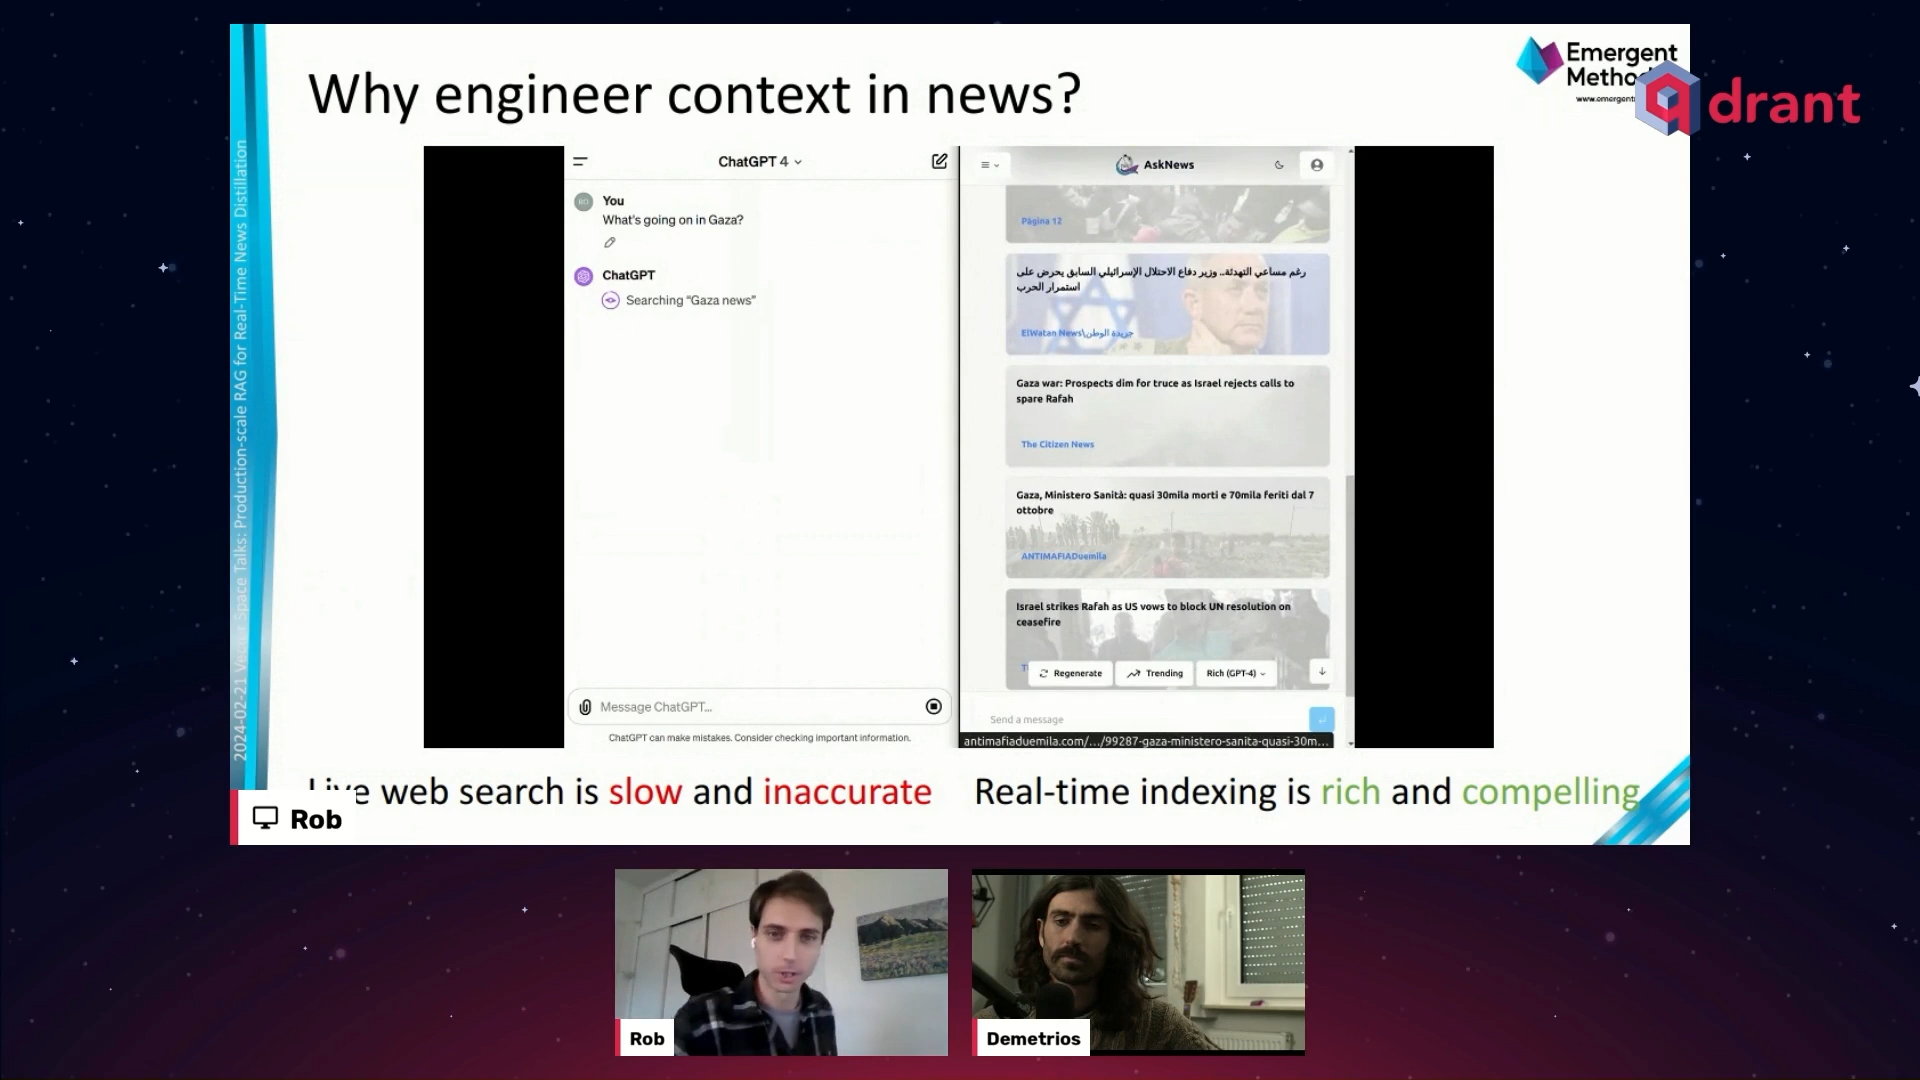 Why engineer context in news?
Emergent
www.emergent
qdrant
2024-02-21 Vector Space Talks: Production-scale RAG for Real-Time News Distillation
ChatGPT 4
You
What's going on in Gaza?
ChatGPT
Searching "Gaza news"
Message ChatGPT...
ChatGPT can make mistakes. Consider checking important information.
AskNews
Página 12
رغم مساعي التهدئة.. وزير دفاع الاحتلال الإسرائيلي السابق يحرض على
استمرار الحرب
ElWatan News\جريدة الوطن
Gaza war: Prospects dim for truce as Israel rejects calls to
spare Rafah
The Citizen News
Gaza, Ministero Sanità: quasi 30mila morti e 70mila feriti dal 7
ottobre
ANTIMAFIADuemila
Israel strikes Rafah as US vows to block UN resolution on
ceasefire
Regenerate
Trending
Rich (GPT-4)
Send a message
antimafiaduemila.com/.../99287-gaza-ministero-sanita-quasi-30m...
Live web search is slow and inaccurate
Real-time indexing is rich and compelling
Rob
Rob
Demetrios